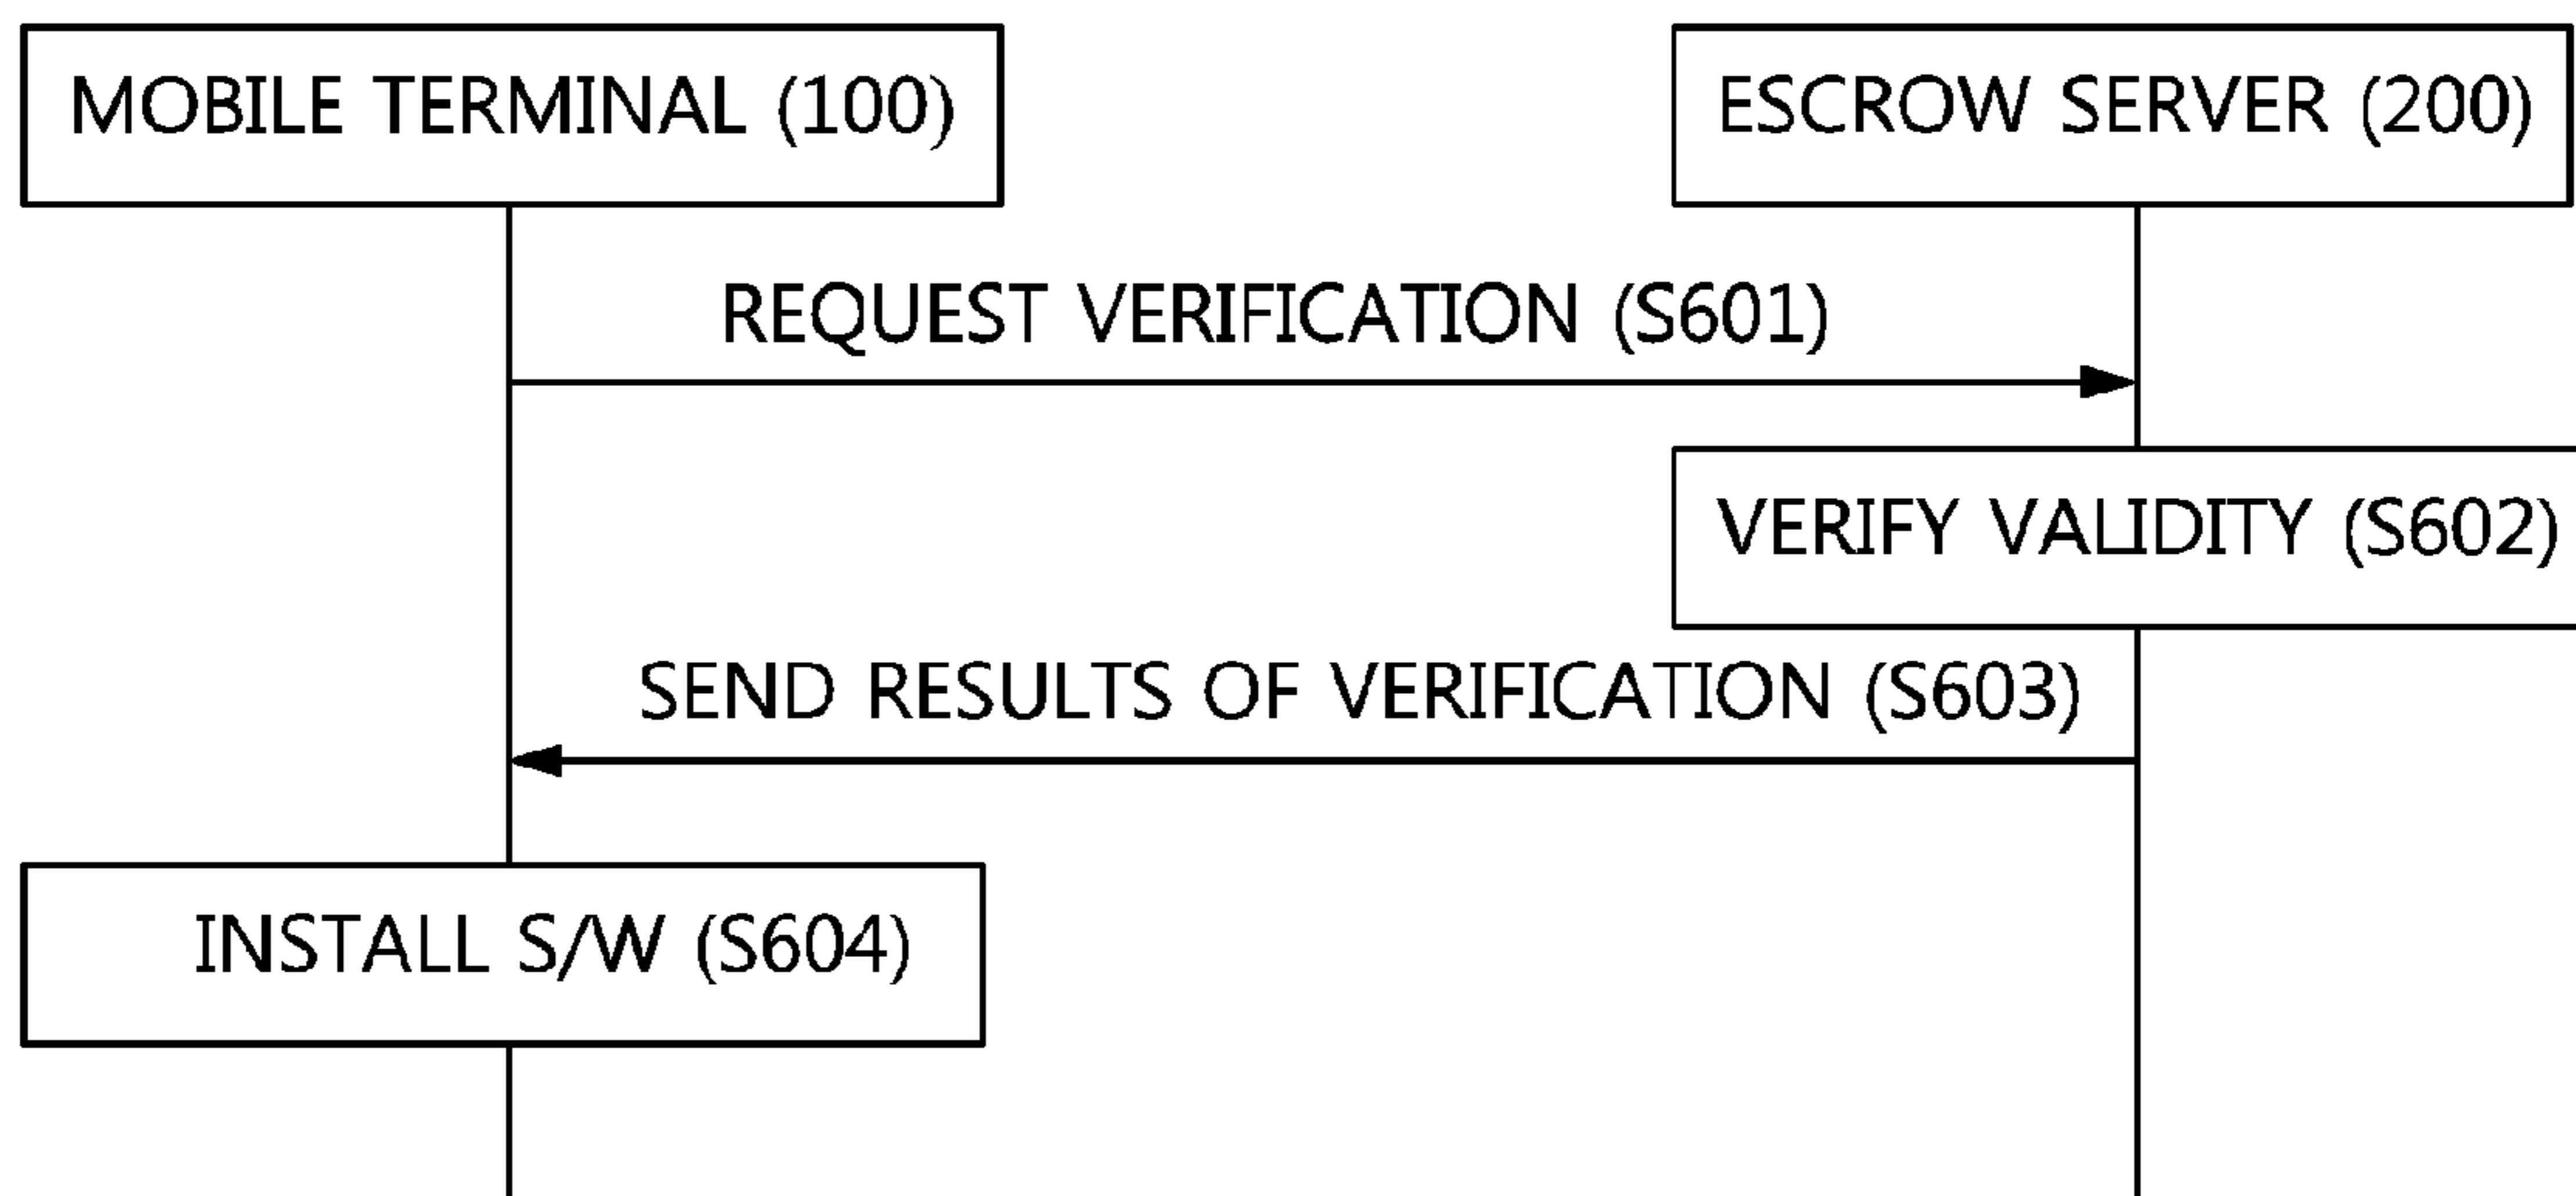 MOBILE TERMINAL (100)
ESCROW SERVER (200)
REQUEST VERIFICATION (S601)
VERIFY VALIDITY (S602)
SEND RESULTS OF VERIFICATION (S603)
INSTALL S/W (S604)